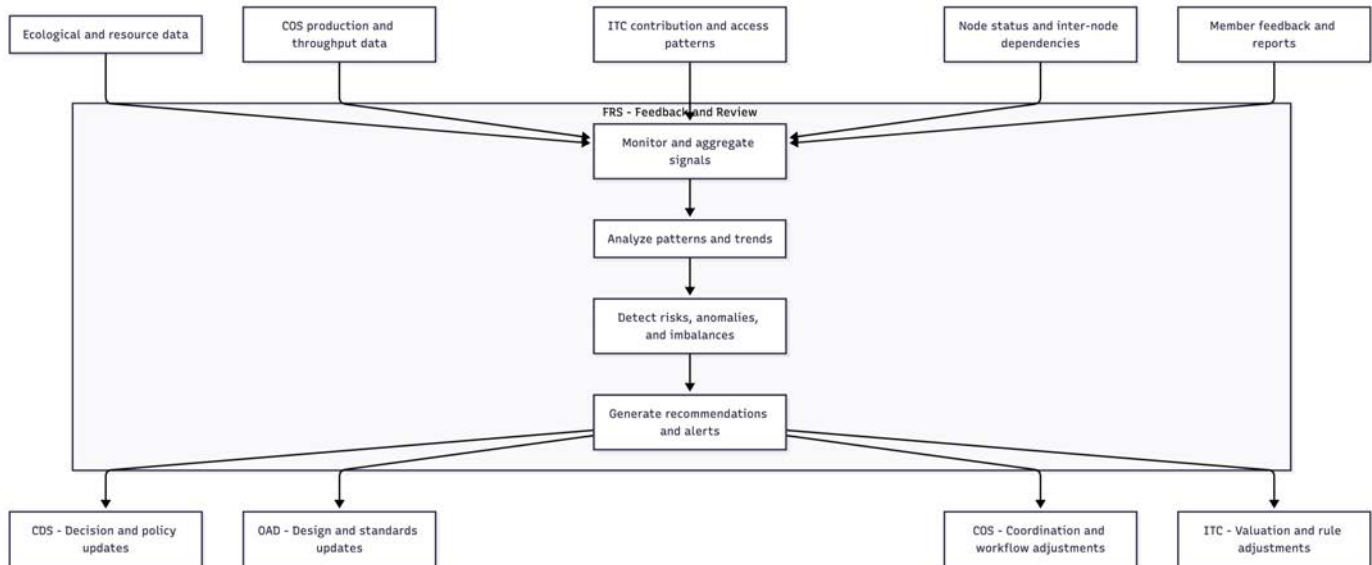 Ecological and resource data
COS production and
throughput data
ITC contribution and access
patterns
Node status and inter-node
dependencies
Member feedback and
reports
FRS - Feedback and Review
Monitor and aggregate
signals
Analyze patterns and trends
Detect risks, anomalies,
and imbalances
Generate recommendations
and alerts
CDS - Decision and policy
updates
OAD - Design and standards
updates
COS - Coordination and
workflow adjustments
ITC - Valuation and rule
adjustments